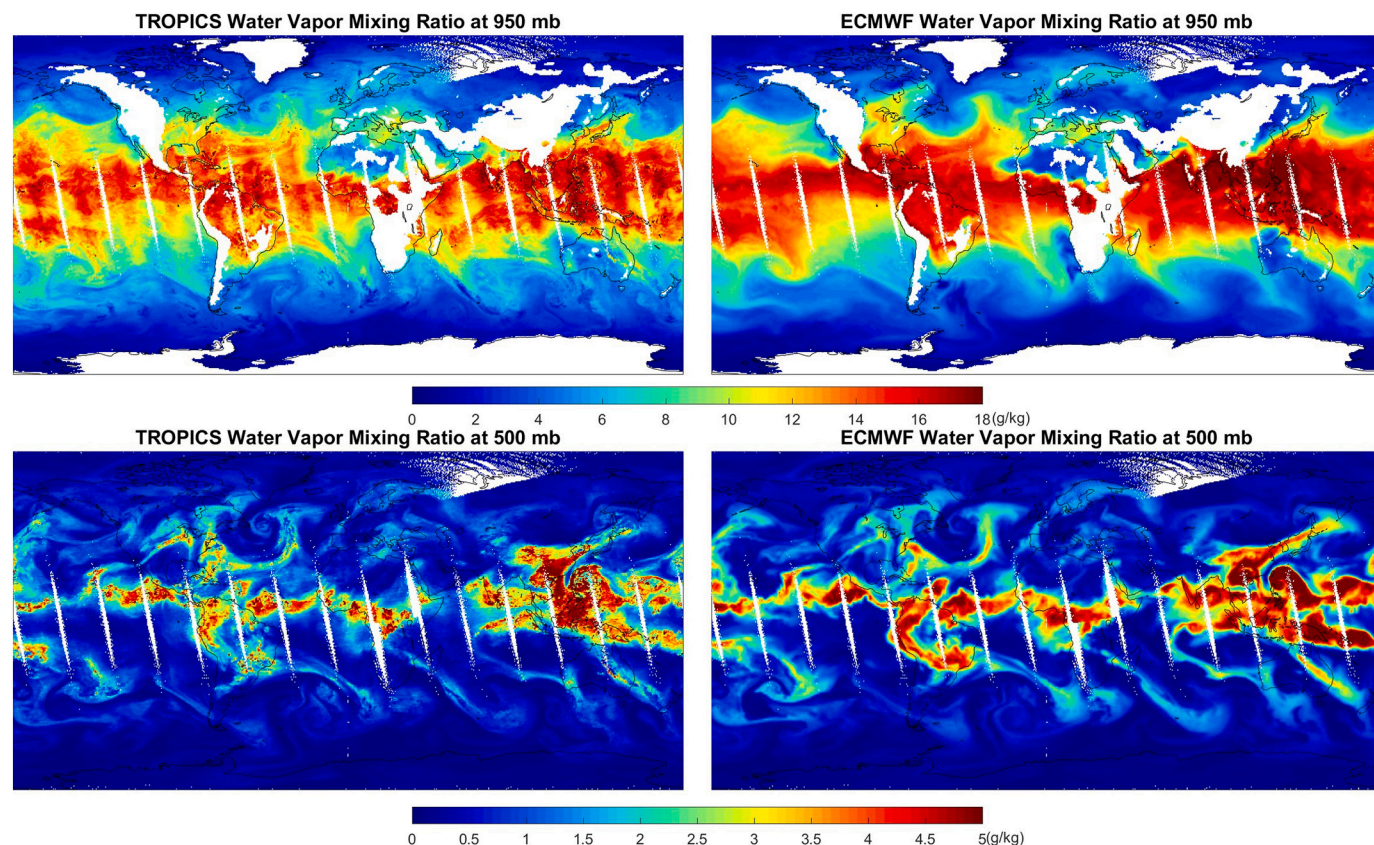 TROPICS Water Vapor Mixing Ratio at 950 mb
ECMWF Water Vapor Mixing Ratio at 950 mb
0 2 4 6 8 10 12 14 16 18(g/kg)
TROPICS Water Vapor Mixing Ratio at 500 mb
ECMWF Water Vapor Mixing Ratio at 500 mb
0 0.5 1 1.5 2 2.5 3 3.5 4 4.5 5(g/kg)